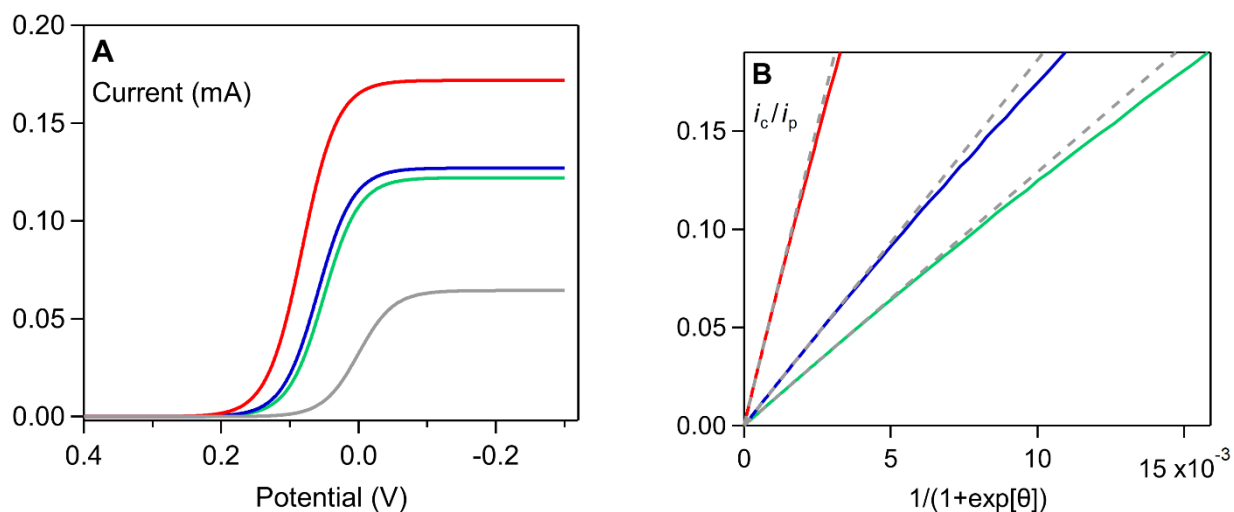 A
Current (mA)
0.20
0.15
0.10
0.05
0.00
0.4
0.2
0.0
-0.2
Potential (V)
B
i_c/i_p
0.15
0.10
0.05
0.00
0
5
10
15 x10⁻³
1/(1+exp[θ])